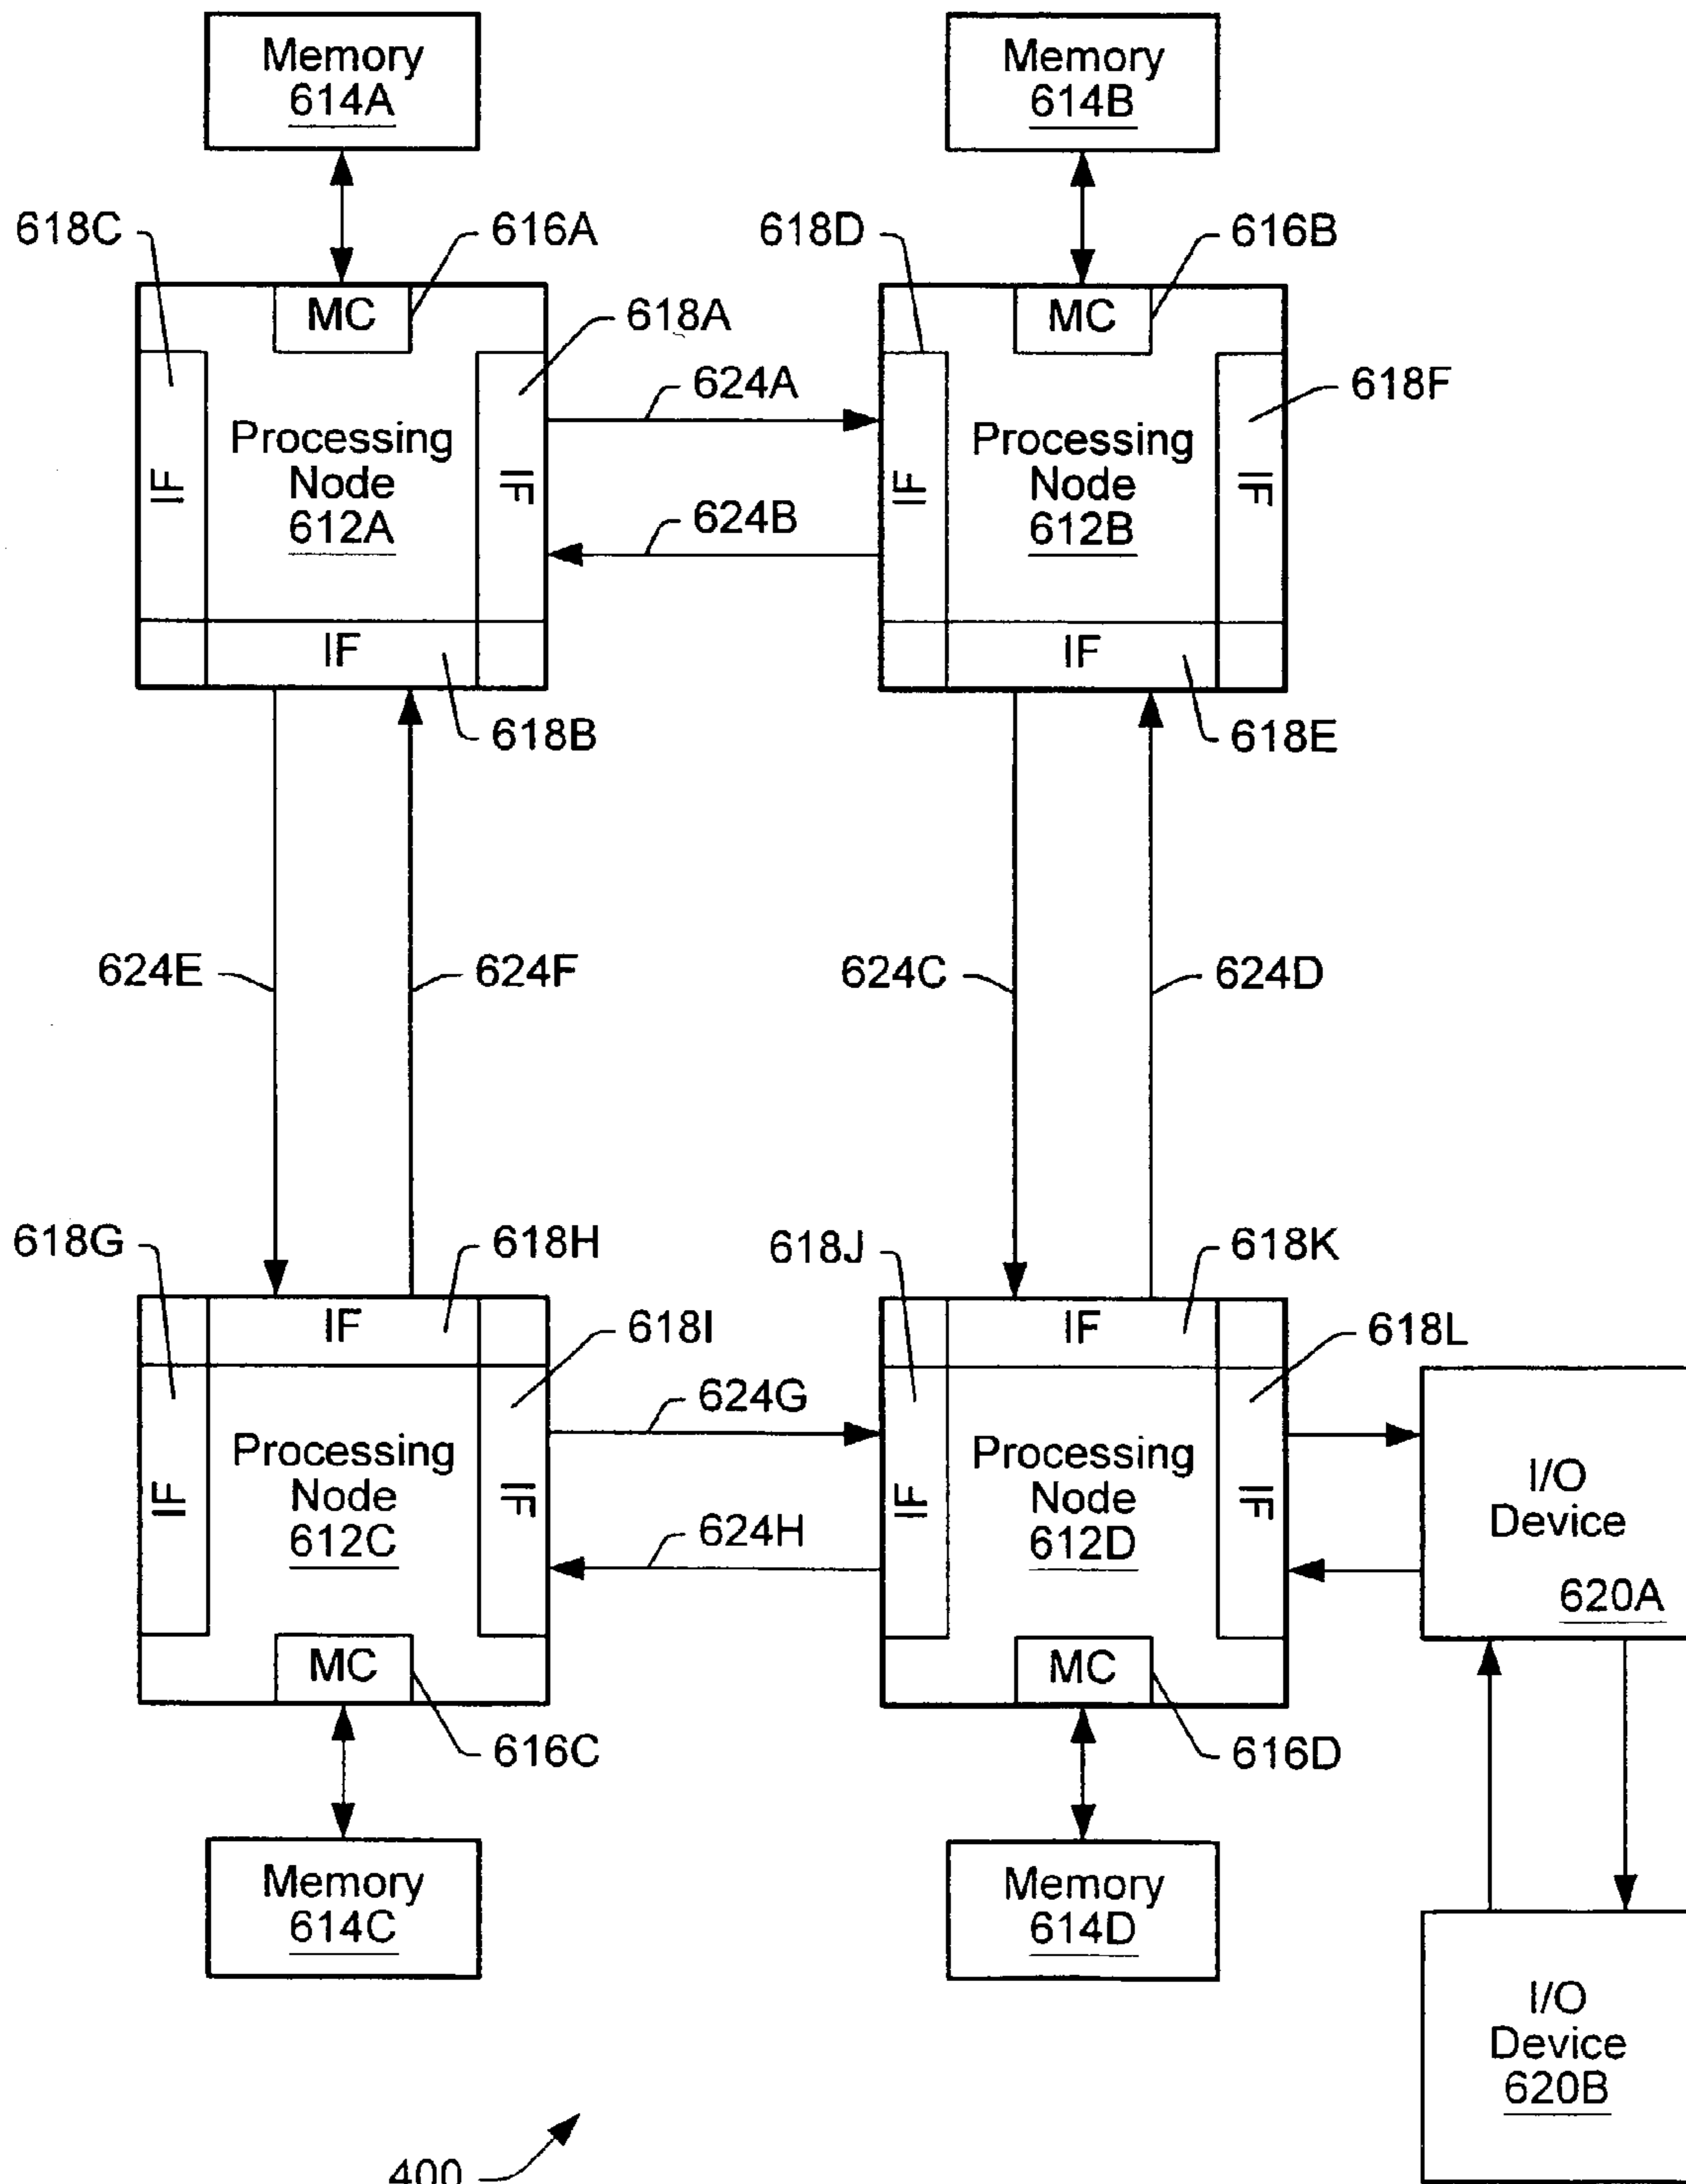 Memory
614A
Memory
614B
618C
616A
618D
616B
MC
618A
MC
624A
618F
Processing
Node
612A
IF
IF
Processing
Node
612B
IF
IF
624B
IF
IF
618B
618E
624E
624F
624C
624D
618G
618H
618J
618K
IF
618I
IF
618L
624G
Processing
Node
612C
IF
IF
Processing
Node
612D
IF
IF
I/O
Device
620A
624H
MC
MC
616C
616D
Memory
614C
Memory
614D
I/O
Device
620B
400